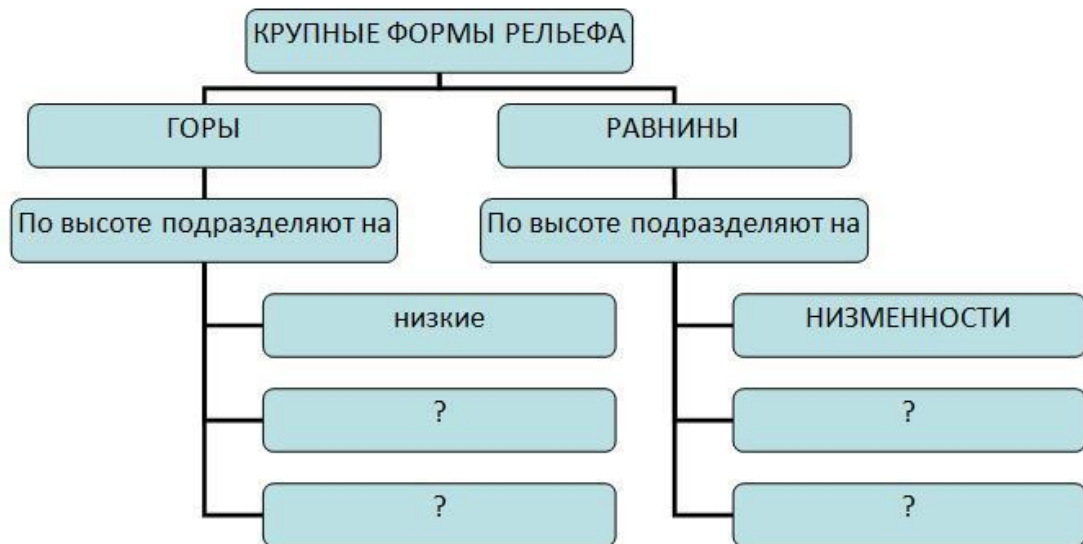 КРУПНЫЕ ФОРМЫ РЕЛЬЕФА
ГОРЫ
РАВНИНЫ
По высоте подразделяют на
По высоте подразделяют на
низкие
НИЗМЕННОСТИ
?
?
?
?